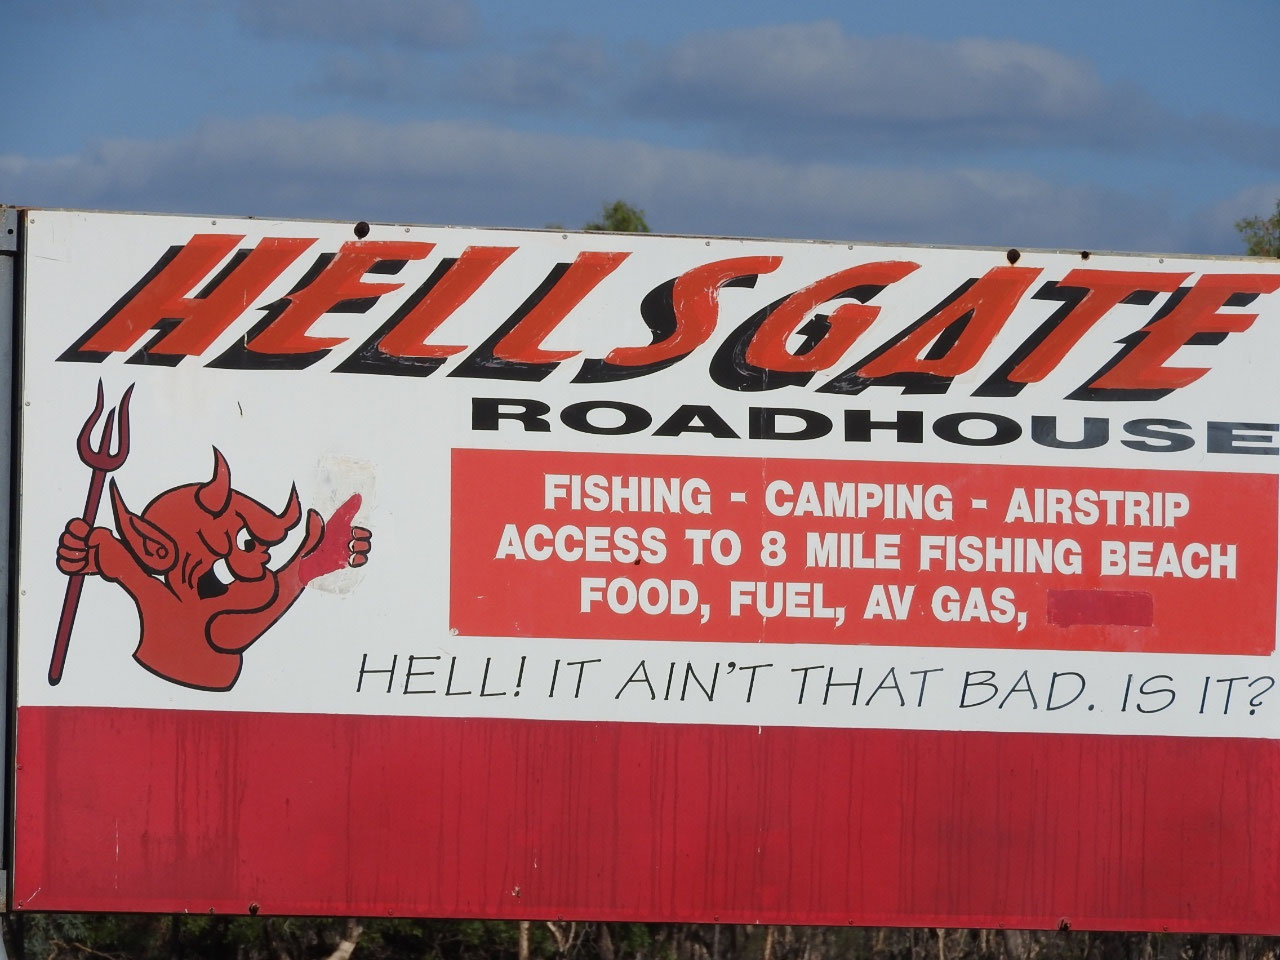 HELLSGATE
ROADHOUSE
FISHING - CAMPING - AIRSTRIP
ACCESS TO 8 MILE FISHING BEACH
FOOD, FUEL, AV GAS,
HELL! IT AIN'T THAT BAD. IS IT?